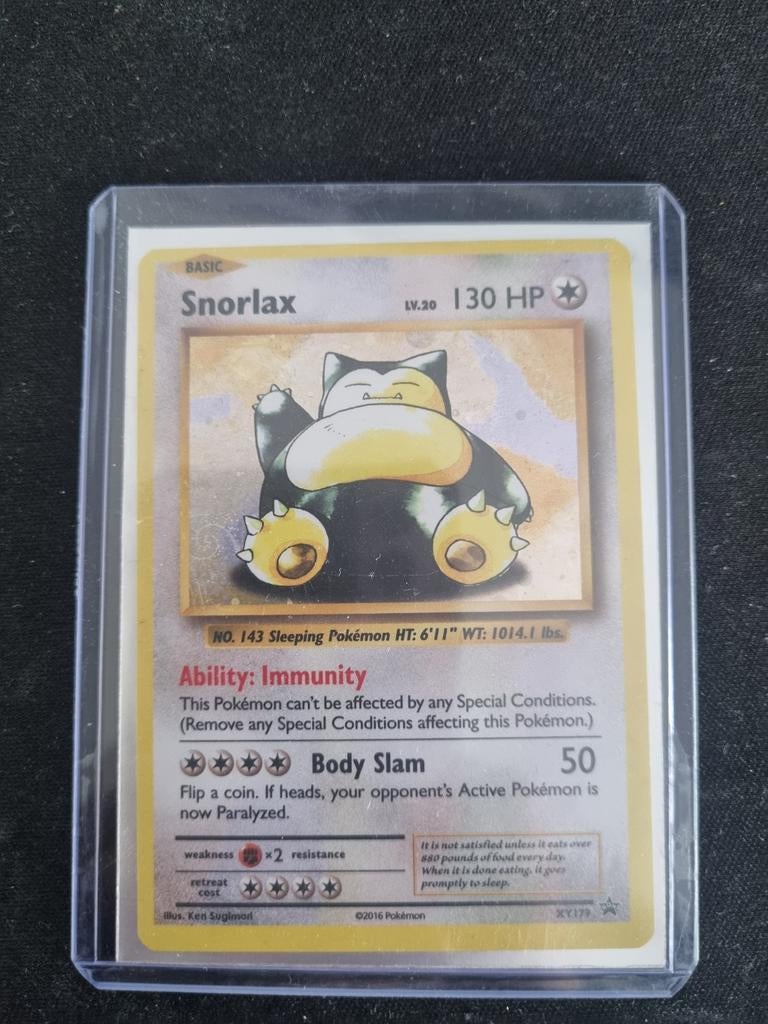 BASIC
Snorlax LV.20 130 HP
NO. 143 Sleeping Pokémon HT: 6'11" WT: 1014.1 lbs.
Ability: Immunity
This Pokémon can't be affected by any Special Conditions.
(Remove any Special Conditions affecting this Pokémon.)
Body Slam 50
Flip a coin. If heads, your opponent's Active Pokémon is
now Paralyzed.
weakness ×2 resistance
retreat
cost
It is not satisfied unless it eats over
880 pounds of food every day.
When it is done eating, it goes
promptly to sleep.
Illus. Ken Sugimori ©2016 Pokémon XY179